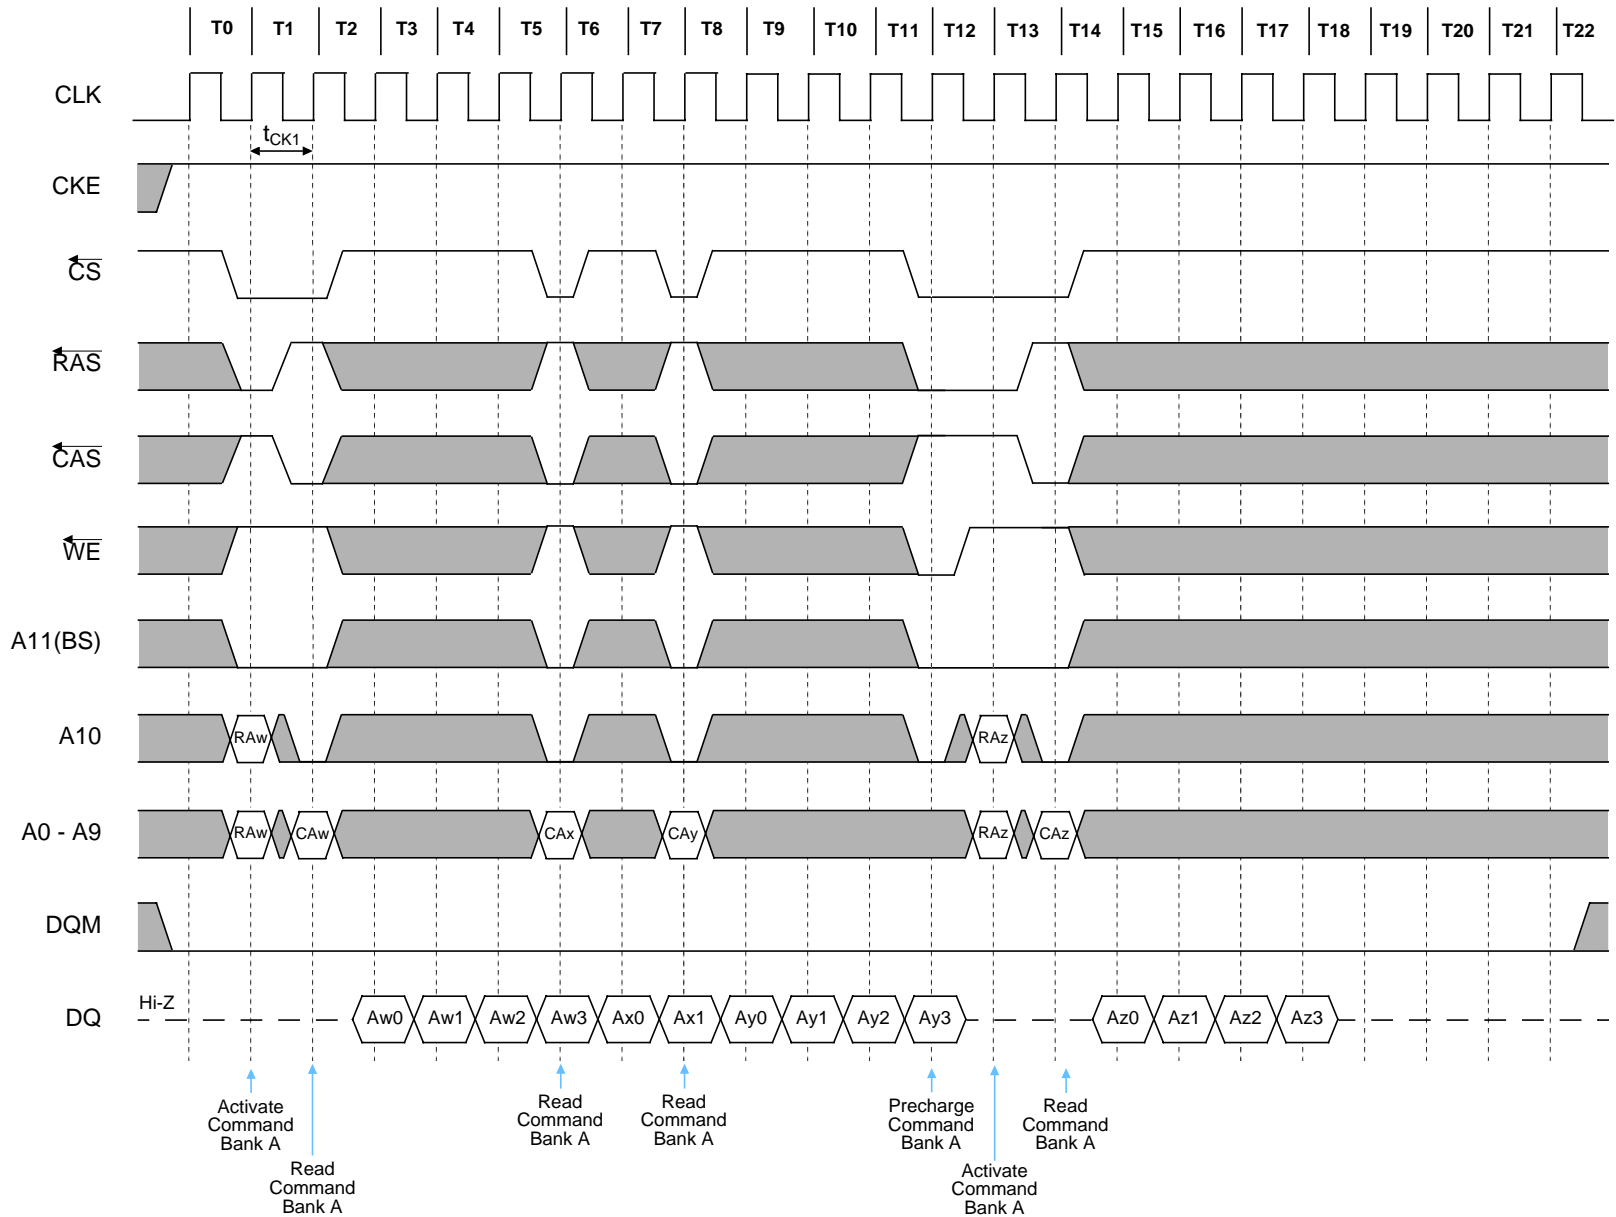 T0 T1 T2 T3 T4 T5 T6 T7 T8 T9 T10 T11 T12 T13 T14 T15 T16 T17 T18 T19 T20 T21 T22
CLK
tCK1
CKE
CS
RAS
CAS
WE
A11(BS)
A10
RAw RAz
A0 - A9
RAw CAw CAx CAy RAz CAz
DQM
Hi-Z
DQ
Aw0 Aw1 Aw2 Aw3 Ax0 Ax1 Ay0 Ay1 Ay2 Ay3 Az0 Az1 Az2 Az3
Activate
Command
Bank A
Read
Command
Bank A
Read
Command
Bank A
Read
Command
Bank A
Precharge
Command
Bank A
Activate
Command
Bank A
Read
Command
Bank A